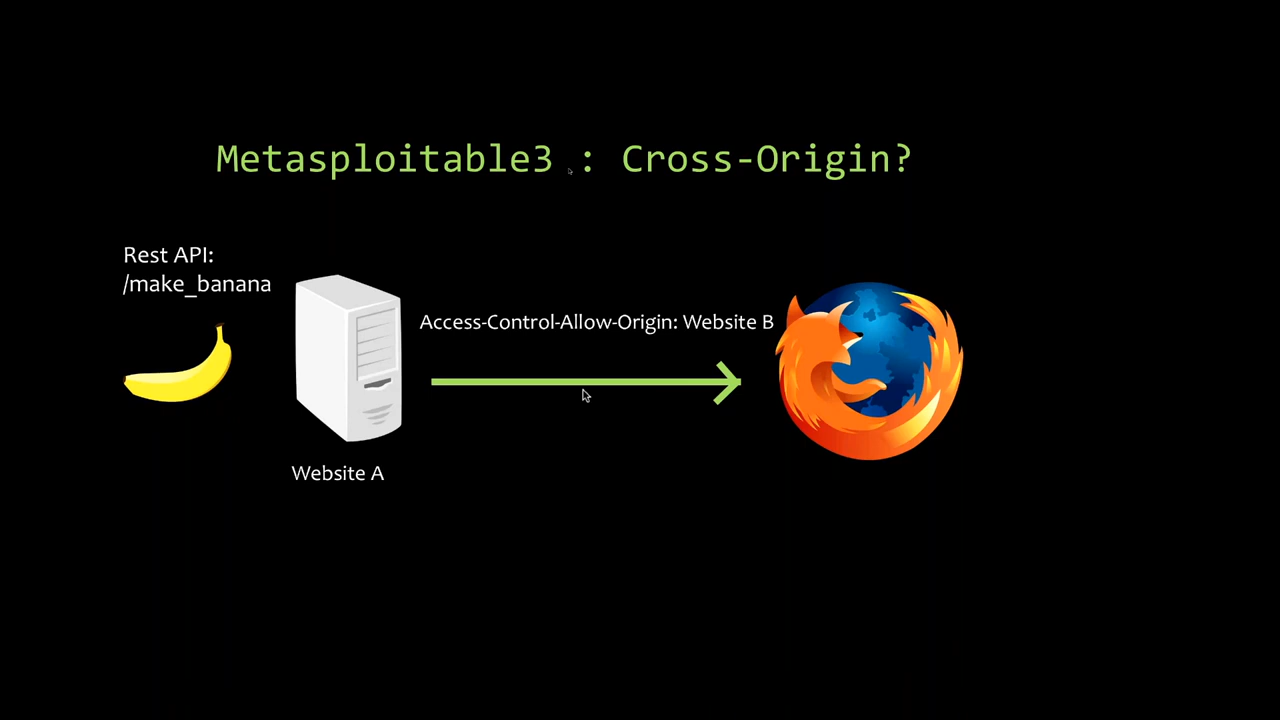 Metasploitable3 : Cross-Origin?
Rest API:
/make_banana
Access-Control-Allow-Origin: Website B
Website A